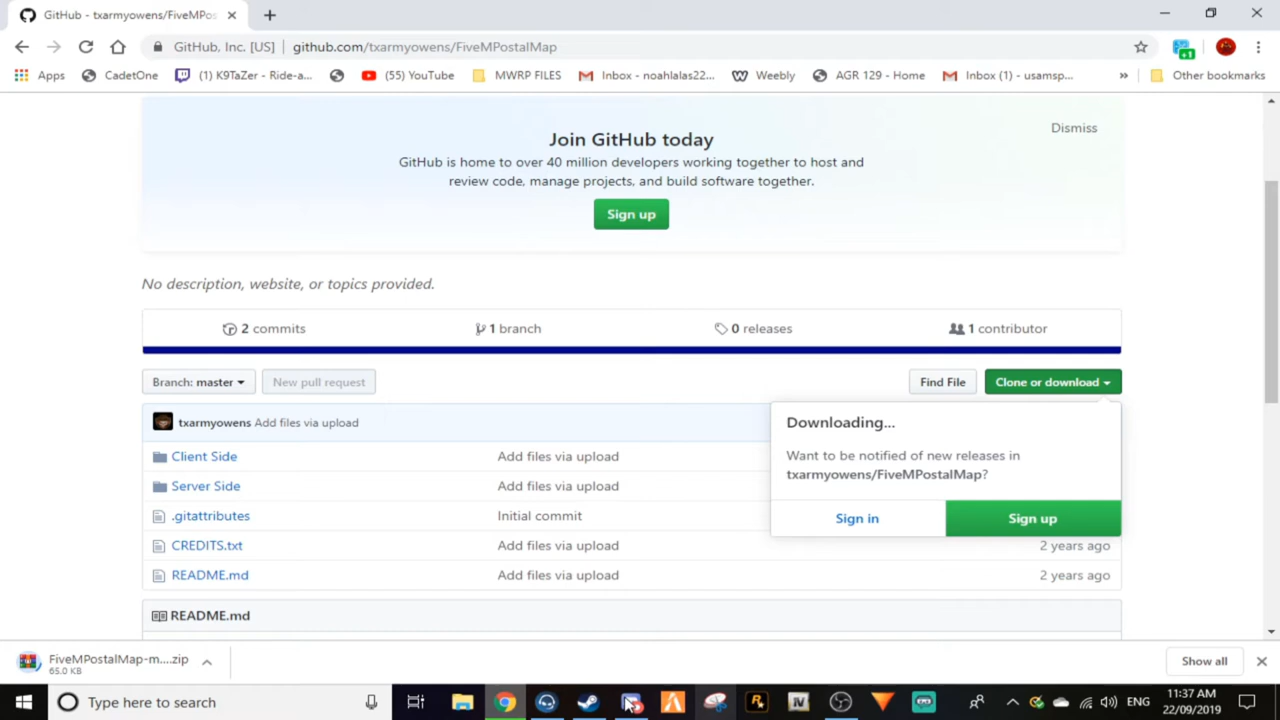 GitHub - txarmyowens/FiveMPos
GitHub, Inc. [US] | github.com/txarmyowens/FiveMPostalMap
+1
Apps CadetOne (1) K9TaZer - Ride-a... (55) YouTube MWRP FILES Inbox - noahlalas22... Weebly AGR 129 - Home Inbox (1) - usamsp... » Other bookmarks
Join GitHub today
Dismiss
GitHub is home to over 40 million developers working together to host and
review code, manage projects, and build software together.
Sign up
No description, website, or topics provided.
2 commits 1 branch 0 releases 1 contributor
Branch: master New pull request Find File Clone or download
txarmyowens Add files via upload
Downloading...
Want to be notified of new releases in
txarmyowens/FiveMPostalMap?
Sign in Sign up
Client Side Add files via upload
Server Side Add files via upload
.gitattributes Initial commit
CREDITS.txt Add files via upload 2 years ago
README.md Add files via upload 2 years ago
README.md
FiveMPostalMap-m....zip
65.0 KB
Show all
Type here to search
ENG
11:37 AM
22/09/2019